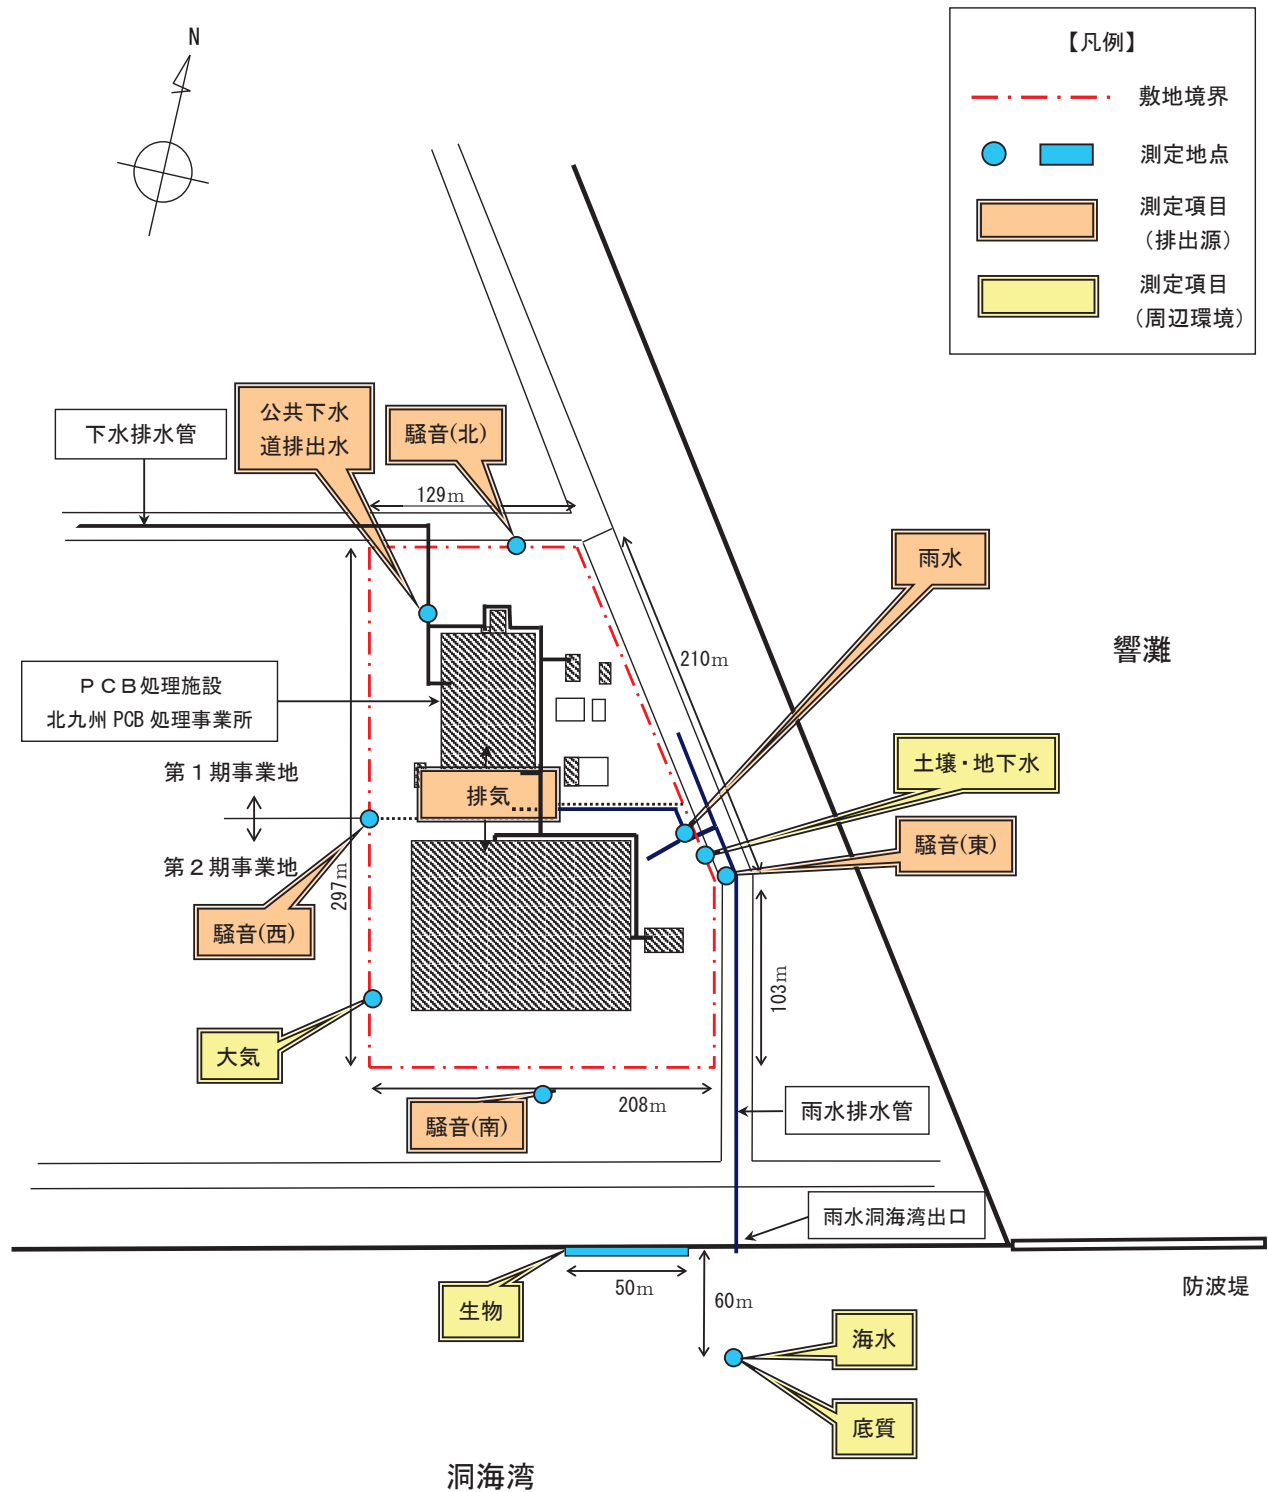 N
【凡例】
敷地境界
測定地点
測定項目
(排出源)
測定項目
(周辺環境)
公共下水
道排出水
下水排水管
騒音(北)
129m
雨水
響灘
210m
PCB処理施設
北九州 PCB 処理事業所
土壌・地下水
第1期事業地
排気
騒音(東)
第2期事業地
297m
騒音(西)
103m
大気
208m
騒音(南)
雨水排水管
雨水洞海湾出口
50m
60m
防波堤
生物
海水
底質
洞海湾